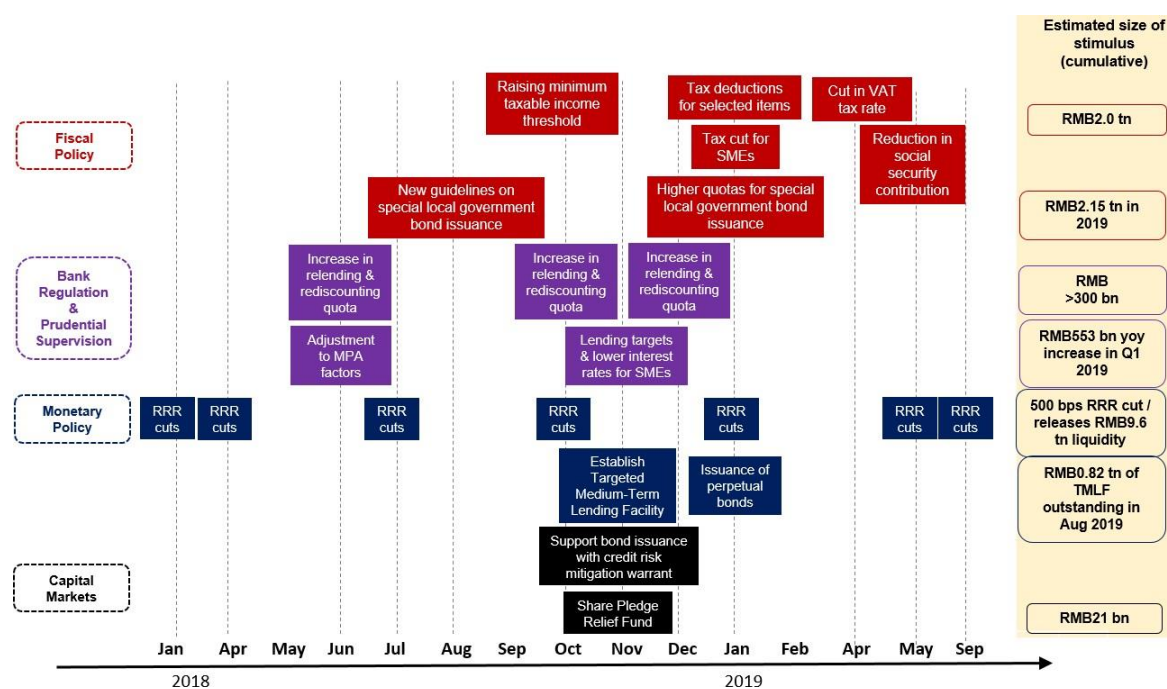 Estimated size of
stimulus
(cumulative)
Fiscal
Policy
Raising minimum
taxable income
threshold
Tax deductions
for selected items
Cut in VAT
tax rate
RMB2.0 tn
Tax cut for
SMEs
Reduction in
social
security
contribution
New guidelines on
special local government
bond issuance
Higher quotas for special
local government bond
issuance
RMB2.15 tn in
2019
Bank
Regulation
&
Prudential
Supervision
Increase in
relending &
rediscounting
quota
Increase in
relending &
rediscounting
quota
Increase in
relending &
rediscounting
quota
RMB
>300 bn
Adjustment
to MPA
factors
Lending targets
& lower interest
rates for SMEs
RMB553 bn yoy
increase in Q1
2019
Monetary
Policy
RRR
cuts
RRR
cuts
RRR
cuts
RRR
cuts
RRR
cuts
RRR
cuts
RRR
cuts
500 bps RRR cut /
releases RMB9.6
tn liquidity
Establish
Targeted
Medium-Term
Lending Facility
Issuance of
perpetual
bonds
RMB0.82 tn of
TMLF
outstanding in
Aug 2019
Capital
Markets
Support bond issuance
with credit risk
mitigation warrant
Share Pledge
Relief Fund
RMB21 bn
Jan Apr May Jun Jul Aug Sep Oct Nov Dec Jan Feb Apr May Sep
2018 2019